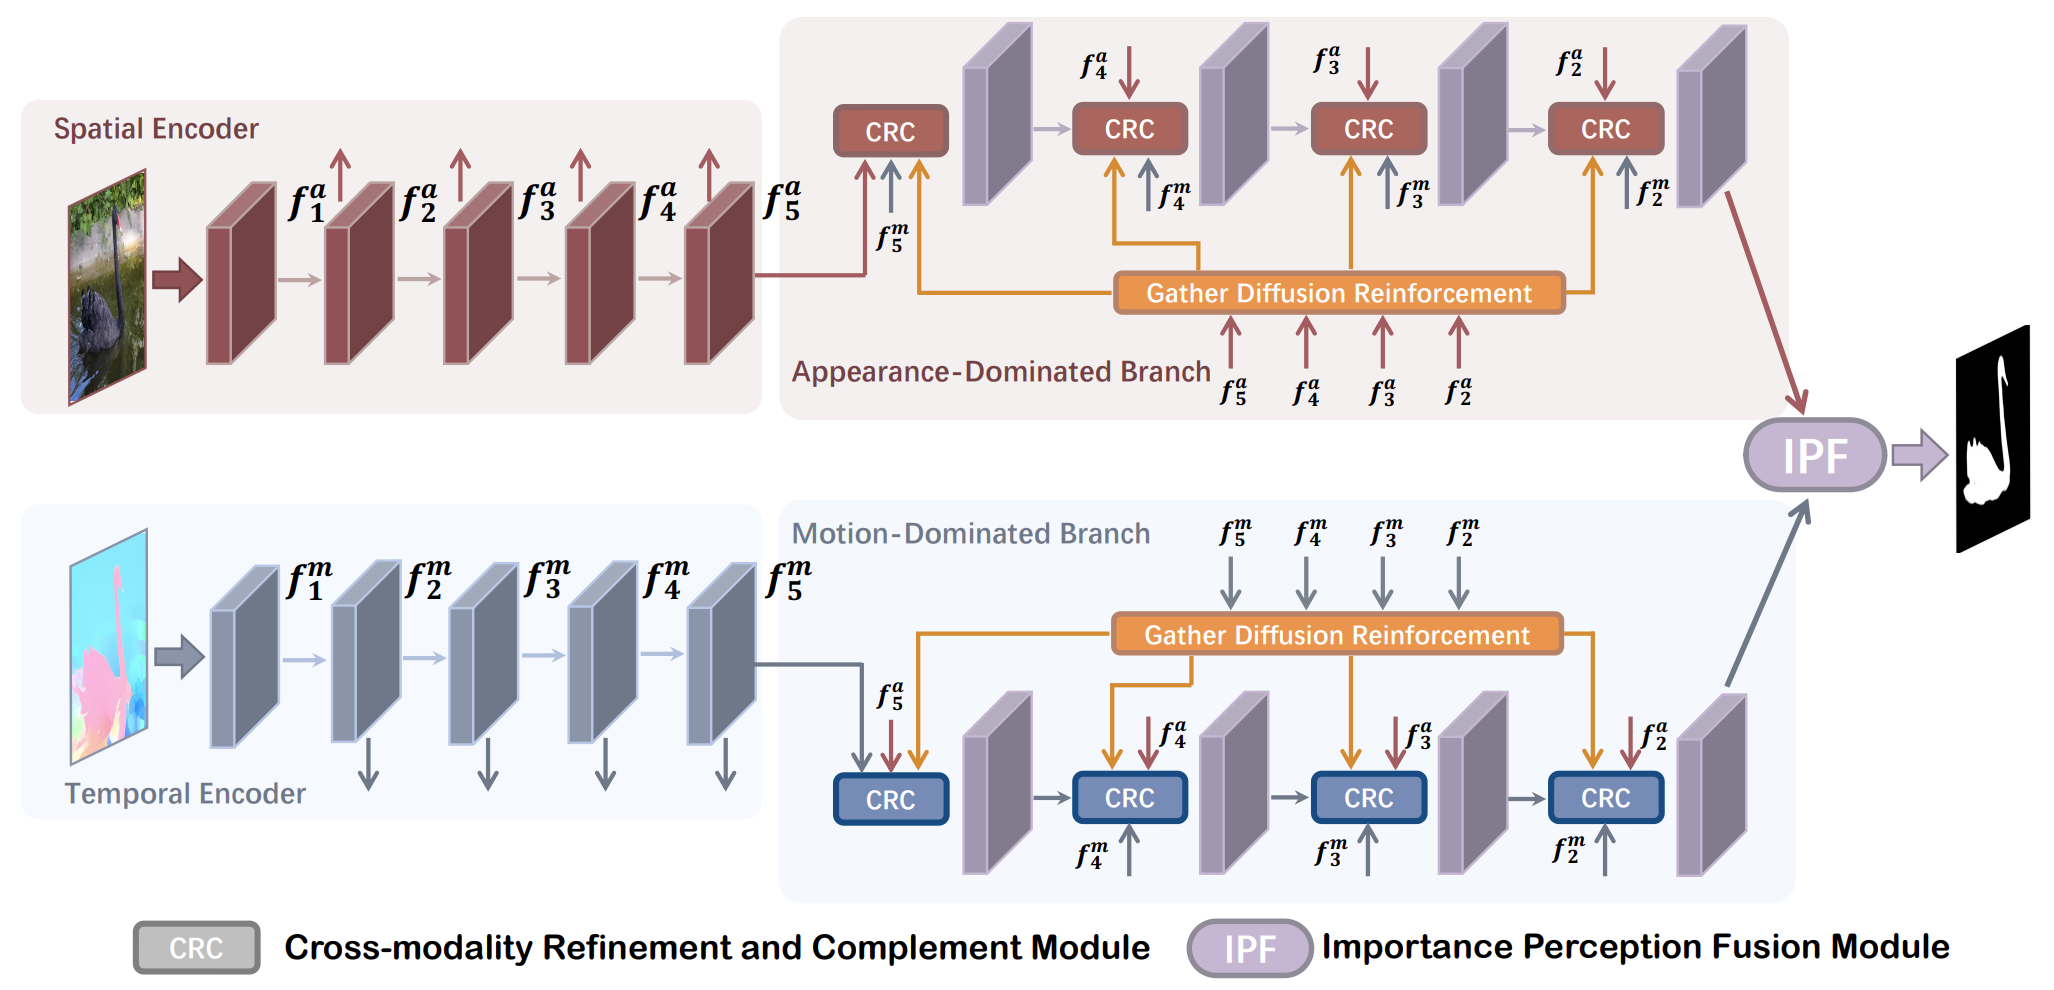 Spatial Encoder
f_1^a f_2^a f_3^a f_4^a f_5^a
f_4^a f_3^a f_2^a
CRC CRC CRC CRC
f_5^m f_4^m f_3^m f_2^m
Gather Diffusion Reinforcement
Appearance-Dominated Branch
f_5^a f_4^a f_3^a f_2^a
IPF
Temporal Encoder
f_1^m f_2^m f_3^m f_4^m f_5^m
Motion-Dominated Branch
f_5^m f_4^m f_3^m f_2^m
Gather Diffusion Reinforcement
f_5^a f_4^a f_3^a f_2^a
CRC CRC CRC CRC
f_4^m f_3^m f_2^m
CRC Cross-modality Refinement and Complement Module
IPF Importance Perception Fusion Module